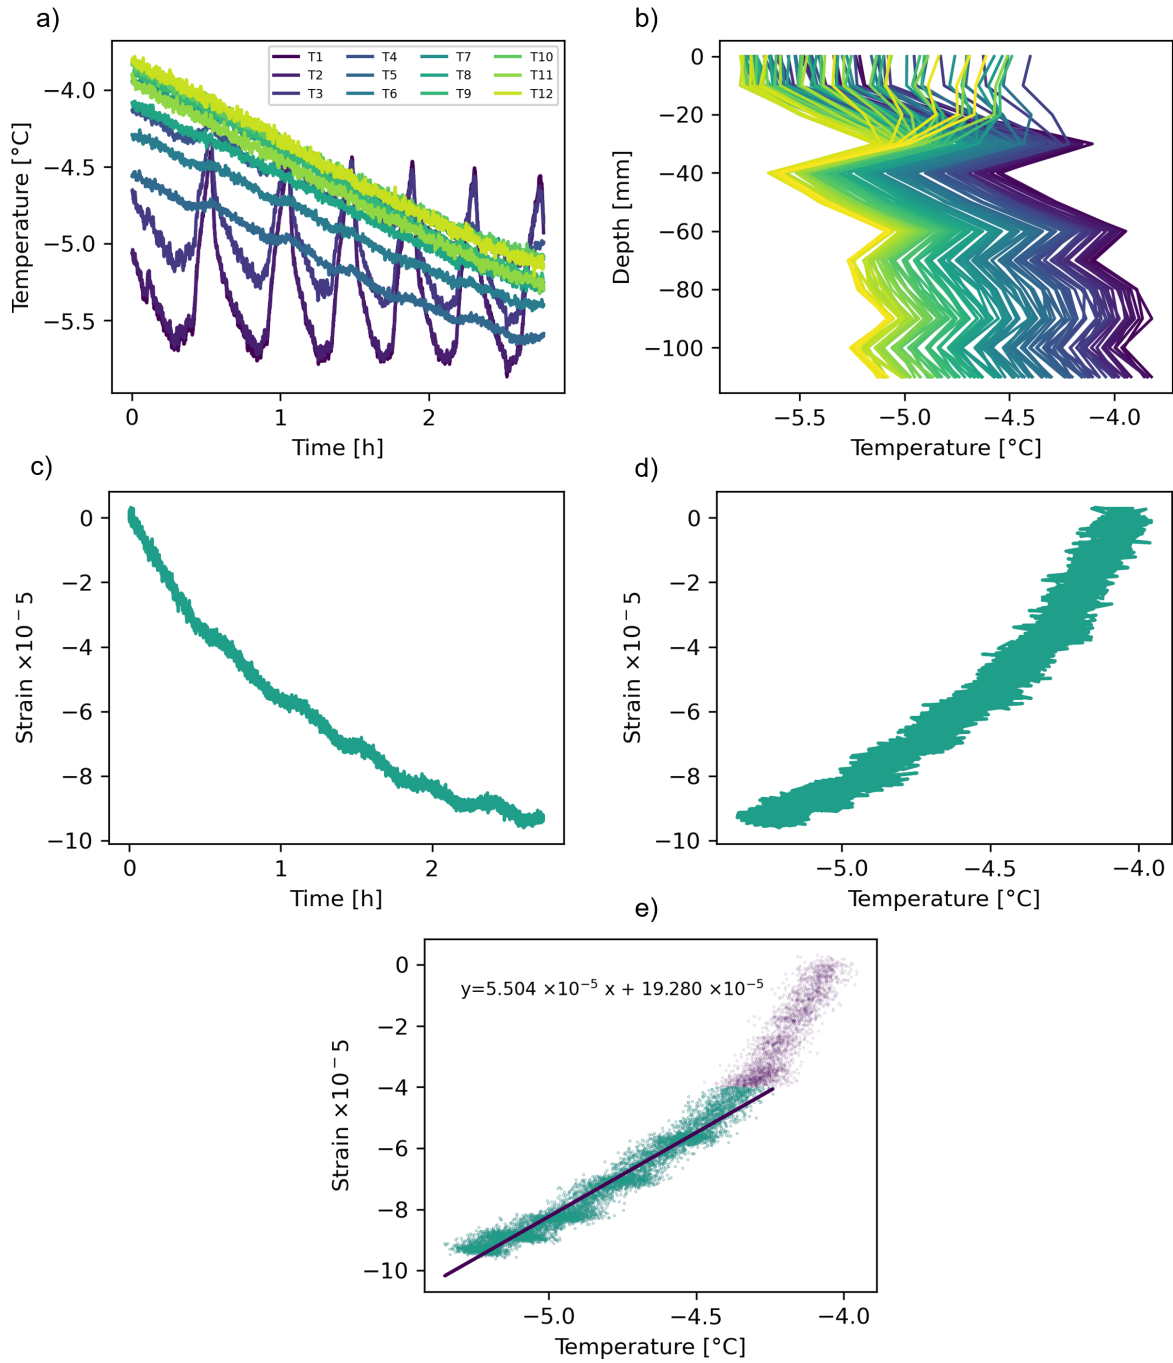 a)
Temperature [°C]
−4.0
−4.5
−5.0
−5.5
T1 T4 T7 T10
T2 T5 T8 T11
T3 T6 T9 T12
0 1 2
Time [h]
b)
Depth [mm]
0
−20
−40
−60
−80
−100
−5.5 −5.0 −4.5 −4.0
Temperature [°C]
c)
Strain ×10⁻ 5
0
−2
−4
−6
−8
−10
0 1 2
Time [h]
d)
Strain ×10⁻ 5
0
−2
−4
−6
−8
−10
−5.0 −4.5 −4.0
Temperature [°C]
e)
Strain ×10⁻ 5
0
−2
−4
−6
−8
−10
y=5.504 ×10⁻⁵ x + 19.280 ×10⁻⁵
−5.0 −4.5 −4.0
Temperature [°C]